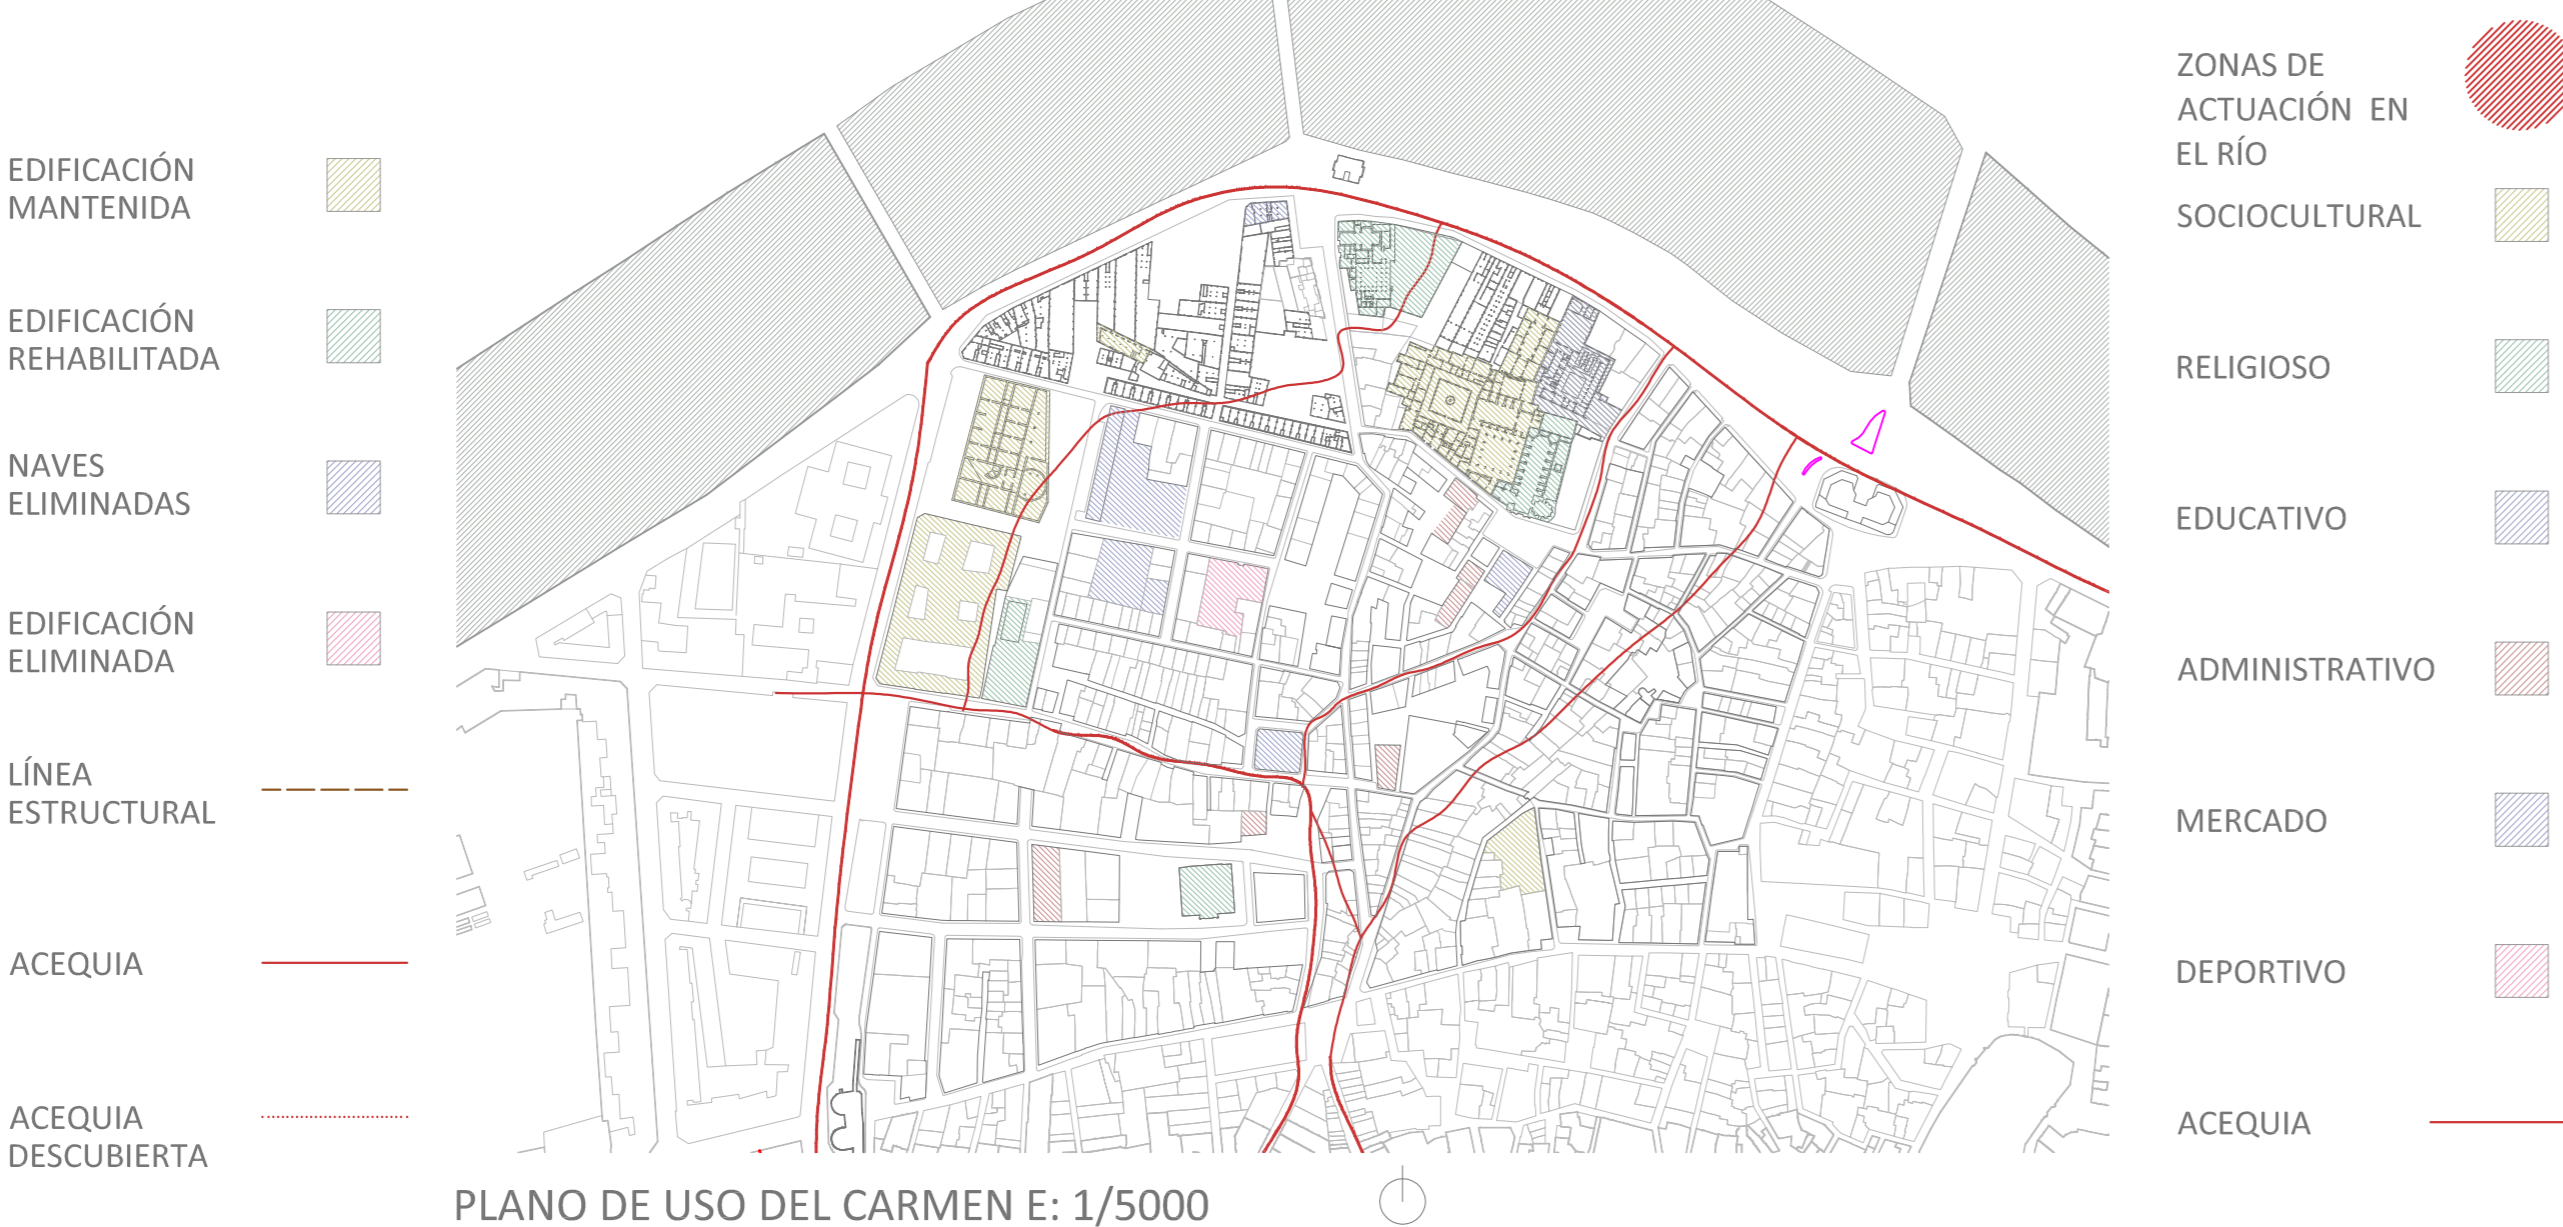 EDIFICACIÓN
MANTENIDA
EDIFICACIÓN
REHABILITADA
NAVES
ELIMINADAS
EDIFICACIÓN
ELIMINADA
LÍNEA
ESTRUCTURAL
ACEQUIA
ACEQUIA
DESCUBIERTA
PLANO DE USO DEL CARMEN E: 1/5000
ZONAS DE
ACTUACIÓN EN
EL RÍO
SOCIOCULTURAL
RELIGIOSO
EDUCATIVO
ADMINISTRATIVO
MERCADO
DEPORTIVO
ACEQUIA